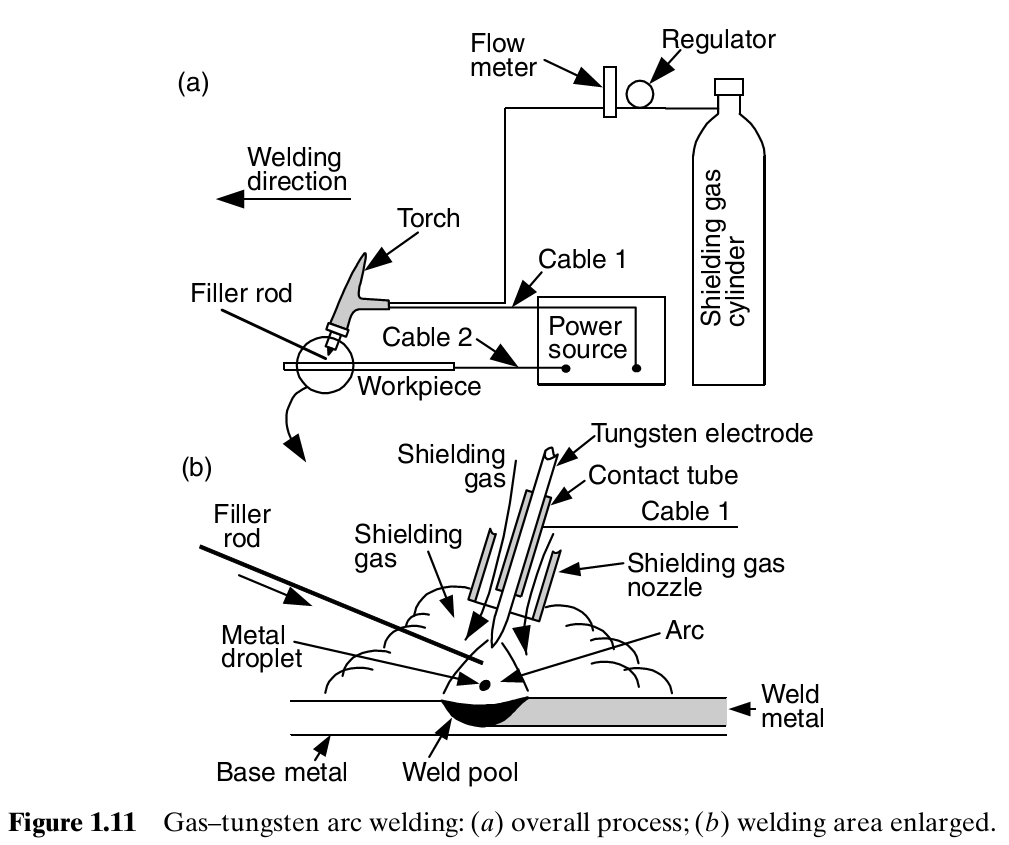 (a)
Flow
meter
Regulator
Welding
direction
Torch
Shielding gas
cylinder
Cable 1
Filler rod
Cable 2
Power
source
Workpiece
(b)
Tungsten electrode
Shielding
gas
Contact tube
Filler
rod
Cable 1
Shielding
gas
Shielding gas
nozzle
Metal
droplet
Arc
Weld
metal
Base metal
Weld pool
Figure 1.11 Gas–tungsten arc welding: (a) overall process; (b) welding area enlarged.